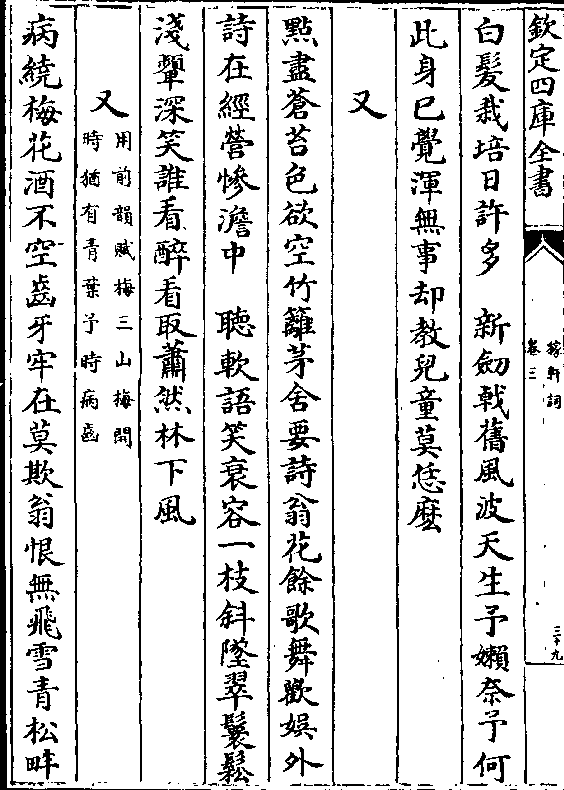 欽定四庫全書
稼軒詞
卷三
三十九
白髮栽培日許多　新劒戟舊風波天生予嬾奈予何
此身已覺渾無事却教兒童莫恁麽
又
點盡蒼苔色欲空竹籬茅舍要詩翁花餘歌舞歡娛外
詩在經營慘澹中　聽軟語笑衰容一枝斜墜翠鬟鬆
淺顰深笑誰看醉看取蕭然林下風
又
用前韻賦梅三山梅開
時猶有青葉予時病齒
病繞梅花酒不空齒牙牢在莫欺翁恨無飛雪青松畔